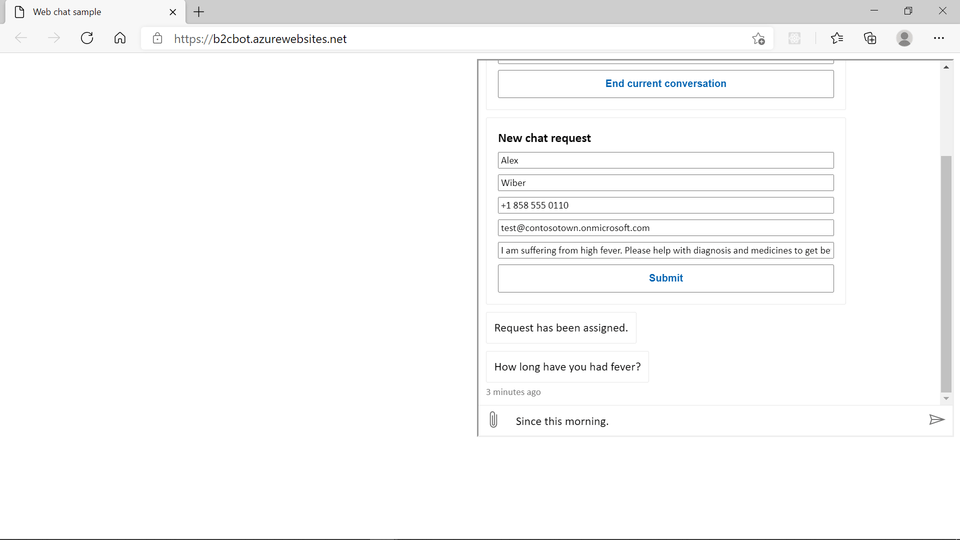 Web chat sample
https://b2cbot.azurewebsites.net
End current conversation
New chat request
Alex
Wiber
+1 858 555 0110
test@contosotown.onmicrosoft.com
I am suffering from high fever. Please help with diagnosis and medicines to get be
Submit
Request has been assigned.
How long have you had fever?
3 minutes ago
Since this morning.